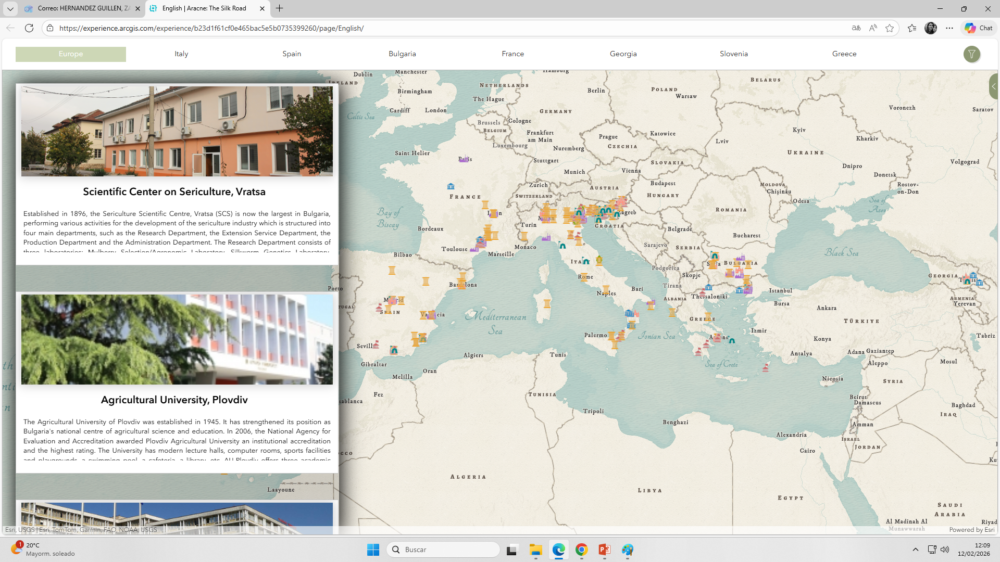 Correo: HERNANDEZ GUILLEN, ZA
English | Aracne: The Silk Road
https://experience.arcgis.com/experience/b23d1f61cf0e465bac5e5b0735399260/page/English/
Chat
Europe
Italy
Spain
Bulgaria
France
Georgia
Slovenia
Greece
Scientific Center on Sericulture, Vratsa
Established in 1896, the Sericulture Scientific Centre, Vratsa (SCS) is now the largest in Bulgaria,
performing various activities for the development of the sericulture industry which is structured into
four main departments, such as the Research Department, the Extension Service Department, the
Production Department and the Administration Department. The Research Department consists of
three laboratories: Mulberry Selection/Agronomic Laboratory, Silkworm Genetics Laboratory,
Agricultural University, Plovdiv
The Agricultural University of Plovdiv was established in 1945. It has strengthened its position as
Bulgaria's national centre of agricultural science and education. In 2006, the National Agency for
Evaluation and Accreditation awarded Plovdiv Agricultural University an institutional accreditation
and the highest rating. The University has modern lecture halls, computer rooms, sports facilities
and playgrounds, a swimming pool, a cafeteria, a library, etc. AU-Plovdiv offers three academic
Manchester
Hamburg
Dublin
IRELAND
NETHERLANDS
BELARUS
Birmingham
Berlin
POLAND
Warsaw
The Hague
Cardiff
London
GERMANY
Voronezh
Saratov
Celtic Sea
Brussels
Cologne
BELGIUM
Kyiv
Frankfurt
am Main
Prague
Katowice
Lviv
Kharkiv
Luxembourg
Nuremberg
CZECHIA
UKRAINE
Saint Helier
Paris
Stuttgart
SLOVAKIA
Volgograd
Munich
Vienna
Dnipro
Donetsk
Zurich
AUSTRIA
Budapest
MOLDOVA
Chişinău
Rostov-
on-Don
FRANCE
SWITZERLAND
HUNGARY
Odesa
Sea of
Azov
Bay of
Biscay
Zagreb
ROMANIA
Turin
CROATIA
Bordeaux
Belgrade
Bucharest
Toulouse
Monaco
Marseille
Sarajevo
SERBIA
Bilbao
Black Sea
BULGARIA
Podgorica
Skopje
GEORGIA
Rome
Barcelona
Porto
Bari
Tirana
Istanbul
Naples
ALBANIA
Thessaloniki
Bursa
ARMENIA
Yerevan
Madrid
SPAIN
Ankara
Mediterranean
Sea
GREECE
TÜRKIYE
Palermo
Ionian Sea
Izmir
Konya
Tabriz
Algiers
Tunis
Antalya
Adana
Gaziantep
Aleppo
Mosul
Gibraltar
Oran
Melilla
Sea of Crete
Nicosia
SYRIA
Fez
TUNISIA
Beirut
Damascus
Baghdad
IRAQ
Tripoli
Benghazi
Amman
Alexandria
ISRAEL
JORDAN
Cairo
ALGERIA
LIBYA
EGYPT
Laayoune
SAUDI
ARABIA
Al Madinah Al
Munawwarah
Riyad
Esri, USGS | Esri, TomTom, Garmin, FAO, NOAA, USGS
Powered by Esri
1
20°C
Mayorm. soleado
Buscar
12:09
12/02/2026